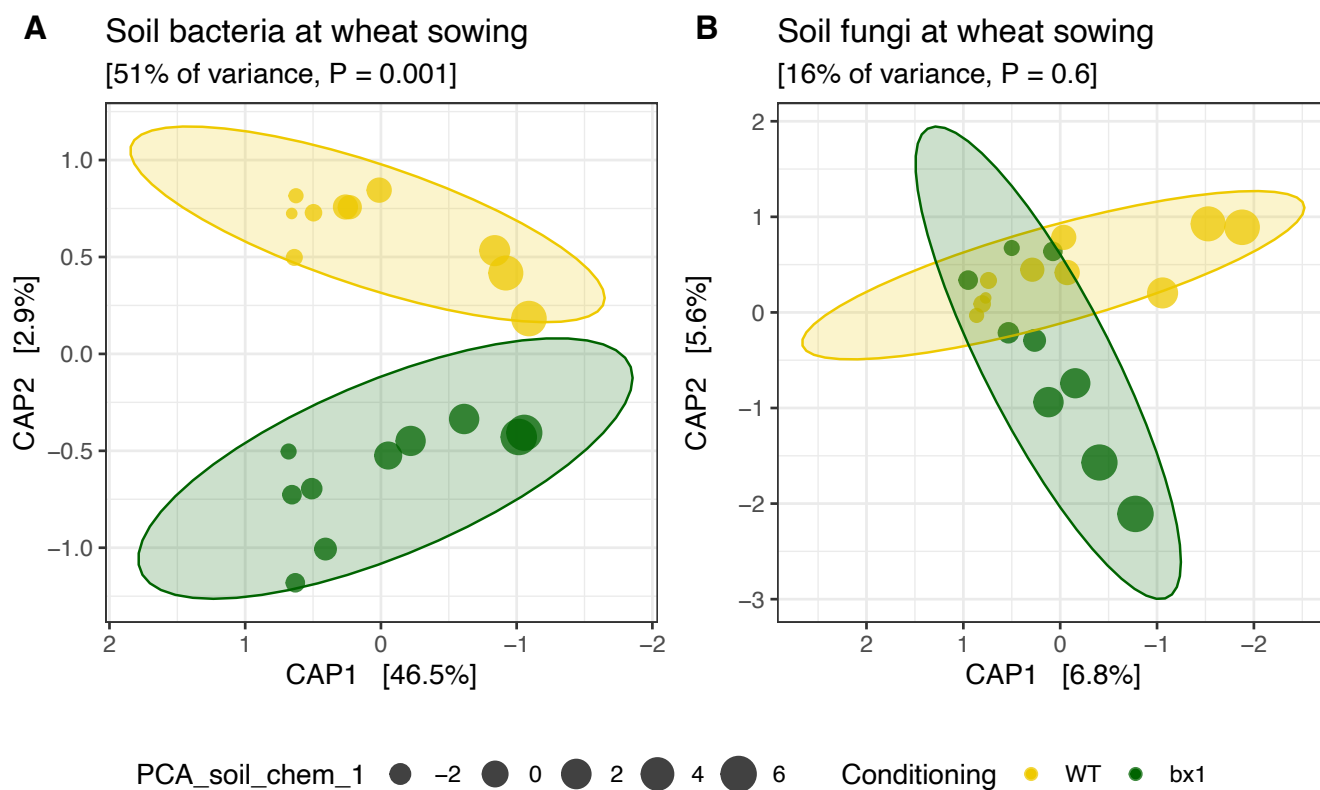 A Soil bacteria at wheat sowing
[51% of variance, P = 0.001]
1.0
0.5
0.0
−0.5
−1.0
CAP2 [2.9%]
2 1 0 −1 −2
CAP1 [46.5%]
B Soil fungi at wheat sowing
[16% of variance, P = 0.6]
2
1
0
−1
−2
−3
CAP2 [5.6%]
2 1 0 −1 −2
CAP1 [6.8%]
PCA_soil_chem_1 −2 0 2 4 6 Conditioning WT bx1